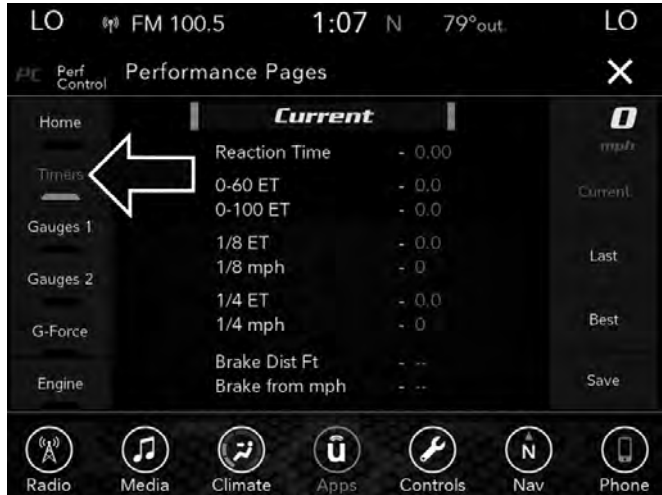 LO FM 100.5 1:07 N 79°out. LO
PC Perf Control Performance Pages X
Home
Timers
Gauges 1
Gauges 2
G-Force
Engine
Current
Reaction Time - 0.00
0-60 ET - 0.0
0-100 ET - 0.0
1/8 ET - 0.0
1/8 mph - 0
1/4 ET - 0.0
1/4 mph - 0
Brake Dist Ft - --
Brake from mph - --
0
mph
Current
Last
Best
Save
Radio Media Climate Apps Controls Nav Phone
ū
N